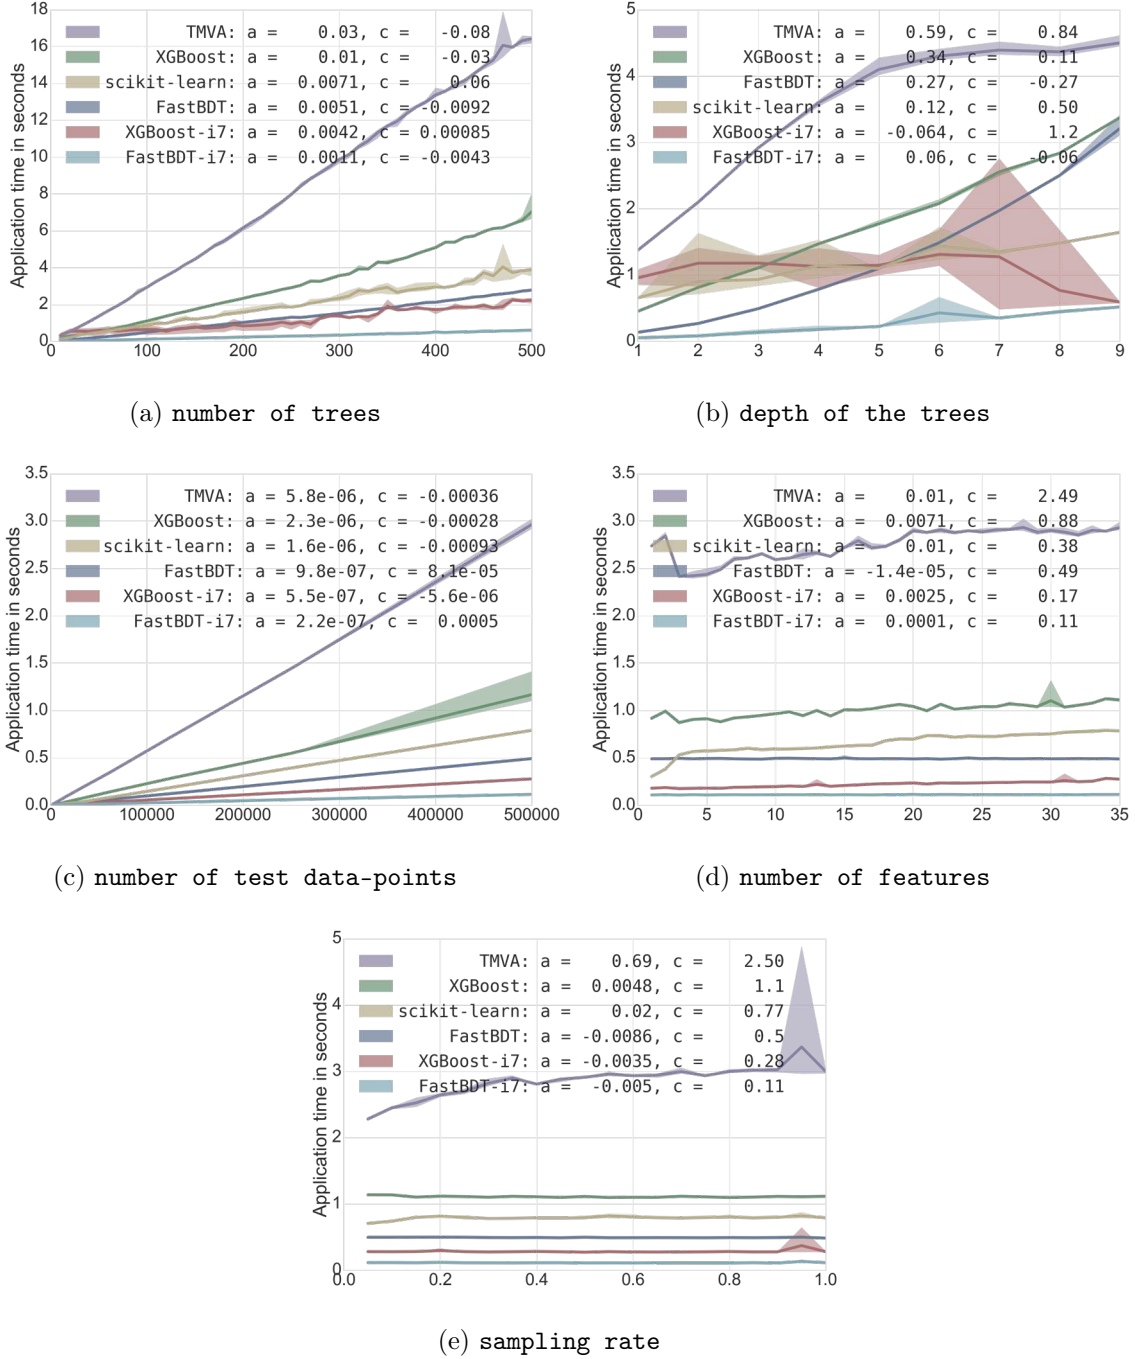 Application time in seconds
18
16
14
12
10
8
6
4
2
0
0 100 200 300 400 500
TMVA: a = 0.03, c = -0.08
XGBoost: a = 0.01, c = -0.03
scikit-learn: a = 0.0071, c = 0.06
FastBDT: a = 0.0051, c = -0.0092
XGBoost-i7: a = 0.0042, c = 0.00085
FastBDT-i7: a = 0.0011, c = -0.0043
(a) number of trees
Application time in seconds
5
4
3
2
1
0
1 2 3 4 5 6 7 8 9
TMVA: a = 0.59, c = 0.84
XGBoost: a = 0.34, c = 0.11
FastBDT: a = 0.27, c = -0.27
scikit-learn: a = 0.12, c = 0.50
XGBoost-i7: a = -0.064, c = 1.2
FastBDT-i7: a = 0.06, c = -0.06
(b) depth of the trees
Application time in seconds
3.5
3.0
2.5
2.0
1.5
1.0
0.5
0.0
0 100000 200000 300000 400000 500000
TMVA: a = 5.8e-06, c = -0.00036
XGBoost: a = 2.3e-06, c = -0.00028
scikit-learn: a = 1.6e-06, c = -0.00093
FastBDT: a = 9.8e-07, c = 8.1e-05
XGBoost-i7: a = 5.5e-07, c = -5.6e-06
FastBDT-i7: a = 2.2e-07, c = 0.0005
(c) number of test data-points
Application time in seconds
3.5
3.0
2.5
2.0
1.5
1.0
0.5
0.0
0 5 10 15 20 25 30 35
TMVA: a = 0.01, c = 2.49
XGBoost: a = 0.0071, c = 0.88
scikit-learn: a = 0.01, c = 0.38
FastBDT: a = -1.4e-05, c = 0.49
XGBoost-i7: a = 0.0025, c = 0.17
FastBDT-i7: a = 0.0001, c = 0.11
(d) number of features
Application time in seconds
5
4
3
2
1
0
0.0 0.2 0.4 0.6 0.8 1.0
TMVA: a = 0.69, c = 2.50
XGBoost: a = 0.0048, c = 1.1
scikit-learn: a = 0.02, c = 0.77
FastBDT: a = -0.0086, c = 0.5
XGBoost-i7: a = -0.0035, c = 0.28
FastBDT-i7: a = -0.005, c = 0.11
(e) sampling rate